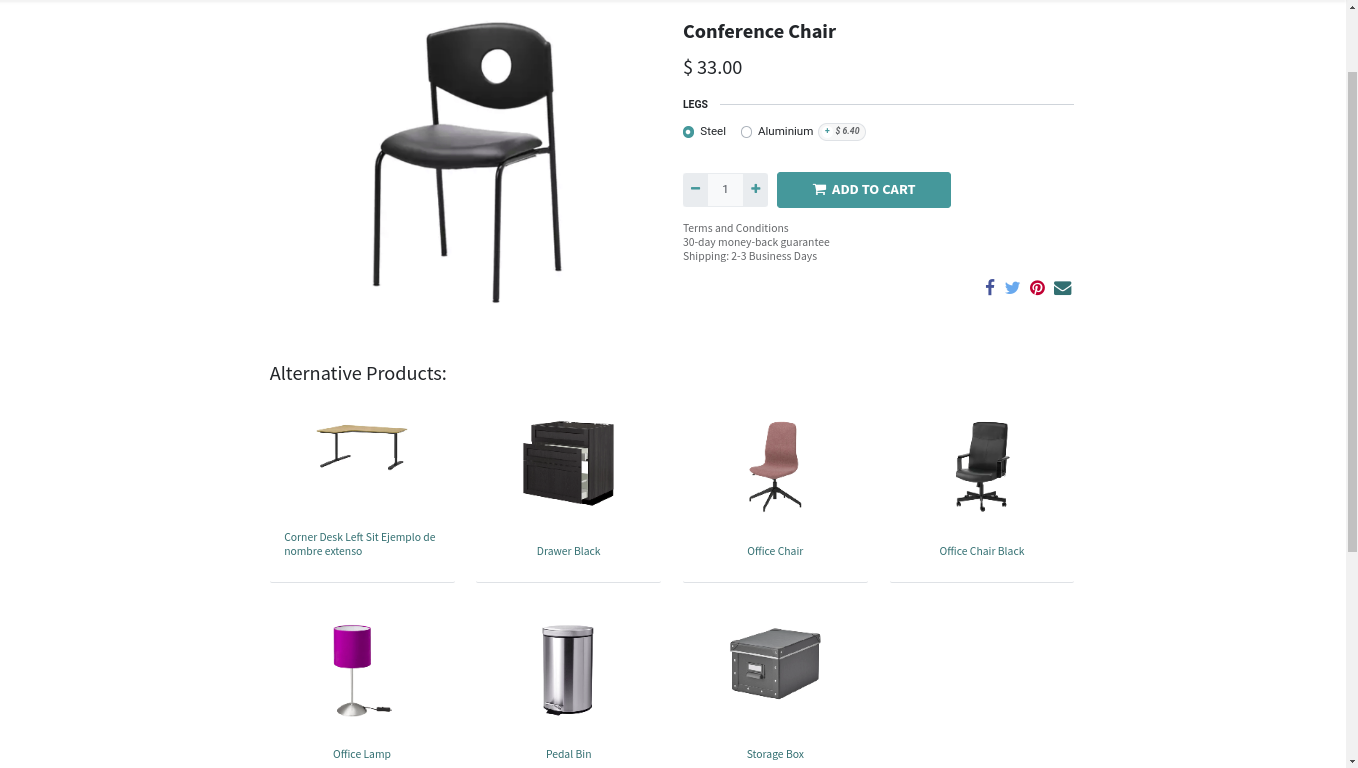 Conference Chair
$ 33.00
LEGS
Steel Aluminium + $ 6.40
1 ADD TO CART
Terms and Conditions
30-day money-back guarantee
Shipping: 2-3 Business Days
Alternative Products:
Corner Desk Left Sit Ejemplo de
nombre extenso
Drawer Black
Office Chair
Office Chair Black
Office Lamp
Pedal Bin
Storage Box